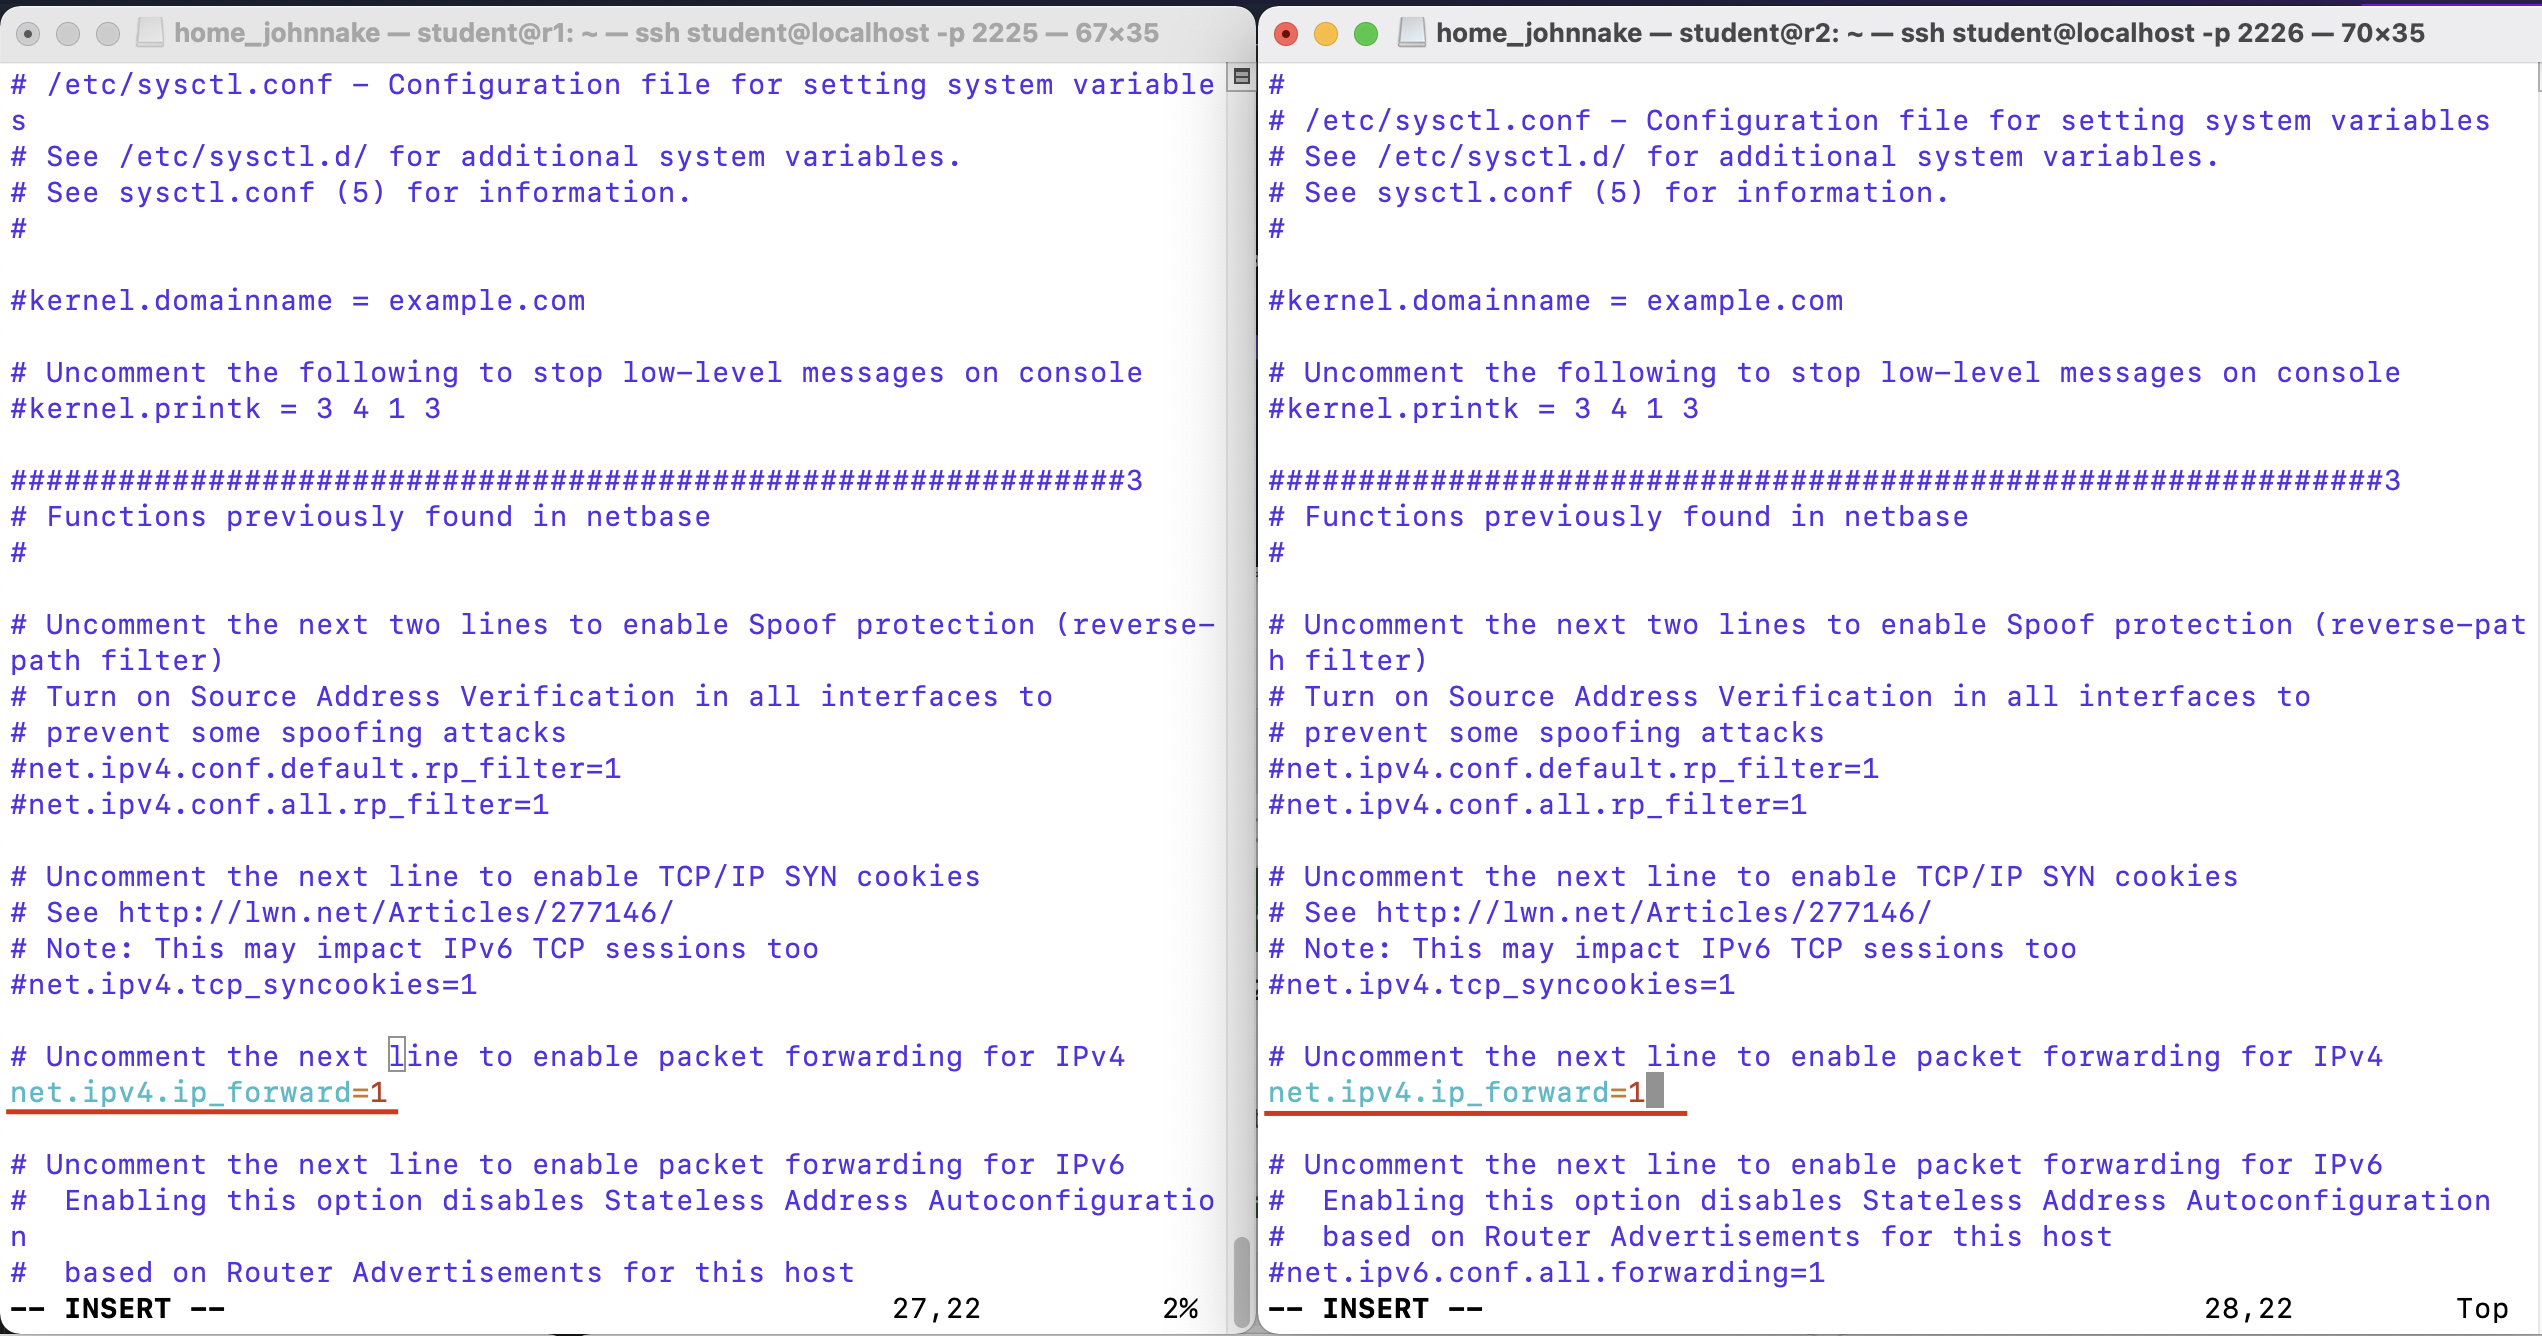 home_johnnake — student@r1: ~ — ssh student@localhost -p 2225 — 67×35
# /etc/sysctl.conf - Configuration file for setting system variable
s
# See /etc/sysctl.d/ for additional system variables.
# See sysctl.conf (5) for information.
#
#kernel.domainname = example.com
# Uncomment the following to stop low-level messages on console
#kernel.printk = 3 4 1 3
##############################################################3
# Functions previously found in netbase
#
# Uncomment the next two lines to enable Spoof protection (reverse-
path filter)
# Turn on Source Address Verification in all interfaces to
# prevent some spoofing attacks
#net.ipv4.conf.default.rp_filter=1
#net.ipv4.conf.all.rp_filter=1
# Uncomment the next line to enable TCP/IP SYN cookies
# See http://lwn.net/Articles/277146/
# Note: This may impact IPv6 TCP sessions too
#net.ipv4.tcp_syncookies=1
# Uncomment the next line to enable packet forwarding for IPv4
net.ipv4.ip_forward=1
# Uncomment the next line to enable packet forwarding for IPv6
#  Enabling this option disables Stateless Address Autoconfiguratio
n
#  based on Router Advertisements for this host
-- INSERT -- 27,22 2%
home_johnnake — student@r2: ~ — ssh student@localhost -p 2226 — 70×35
#
# /etc/sysctl.conf - Configuration file for setting system variables
# See /etc/sysctl.d/ for additional system variables.
# See sysctl.conf (5) for information.
#
#kernel.domainname = example.com
# Uncomment the following to stop low-level messages on console
#kernel.printk = 3 4 1 3
##############################################################3
# Functions previously found in netbase
#
# Uncomment the next two lines to enable Spoof protection (reverse-pat
h filter)
# Turn on Source Address Verification in all interfaces to
# prevent some spoofing attacks
#net.ipv4.conf.default.rp_filter=1
#net.ipv4.conf.all.rp_filter=1
# Uncomment the next line to enable TCP/IP SYN cookies
# See http://lwn.net/Articles/277146/
# Note: This may impact IPv6 TCP sessions too
#net.ipv4.tcp_syncookies=1
# Uncomment the next line to enable packet forwarding for IPv4
net.ipv4.ip_forward=1
# Uncomment the next line to enable packet forwarding for IPv6
#  Enabling this option disables Stateless Address Autoconfiguration
#  based on Router Advertisements for this host
#net.ipv6.conf.all.forwarding=1
-- INSERT -- 28,22 Top